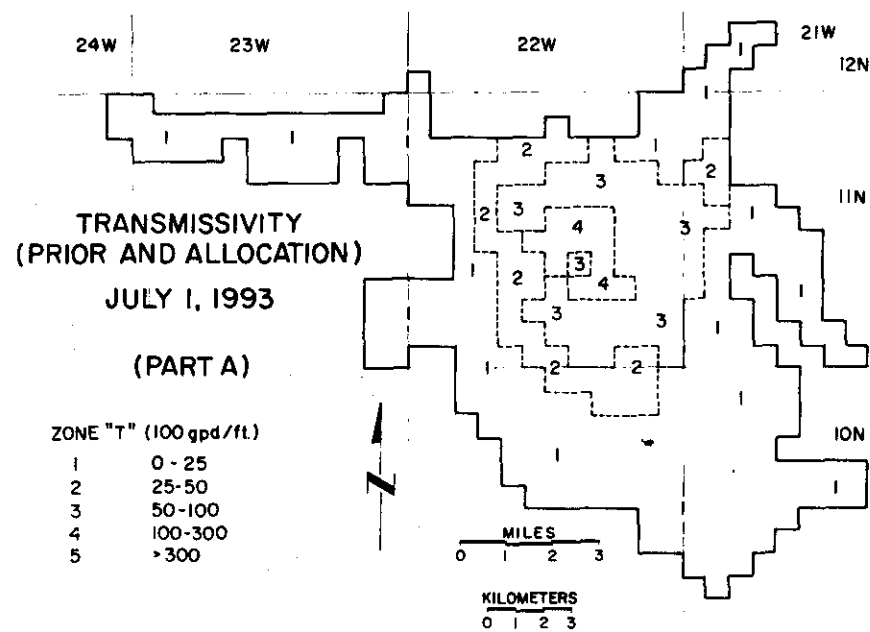 24W 23W 22W 21W
12N
1
1
1 1 1
2
2
3
11N
2 3 1
4
3
TRANSMISSIVITY
(PRIOR AND ALLOCATION)
JULY 1, 1993
(PART A)
1 2 3
4
1
3 3 1
1 2 2
1
ZONE "T" (100 gpd/ft.)
1 0-25
2 25-50
3 50-100
4 100-300
5 >300
N
10N
1
1
MILES
0 1 2 3
KILOMETERS
0 1 2 3